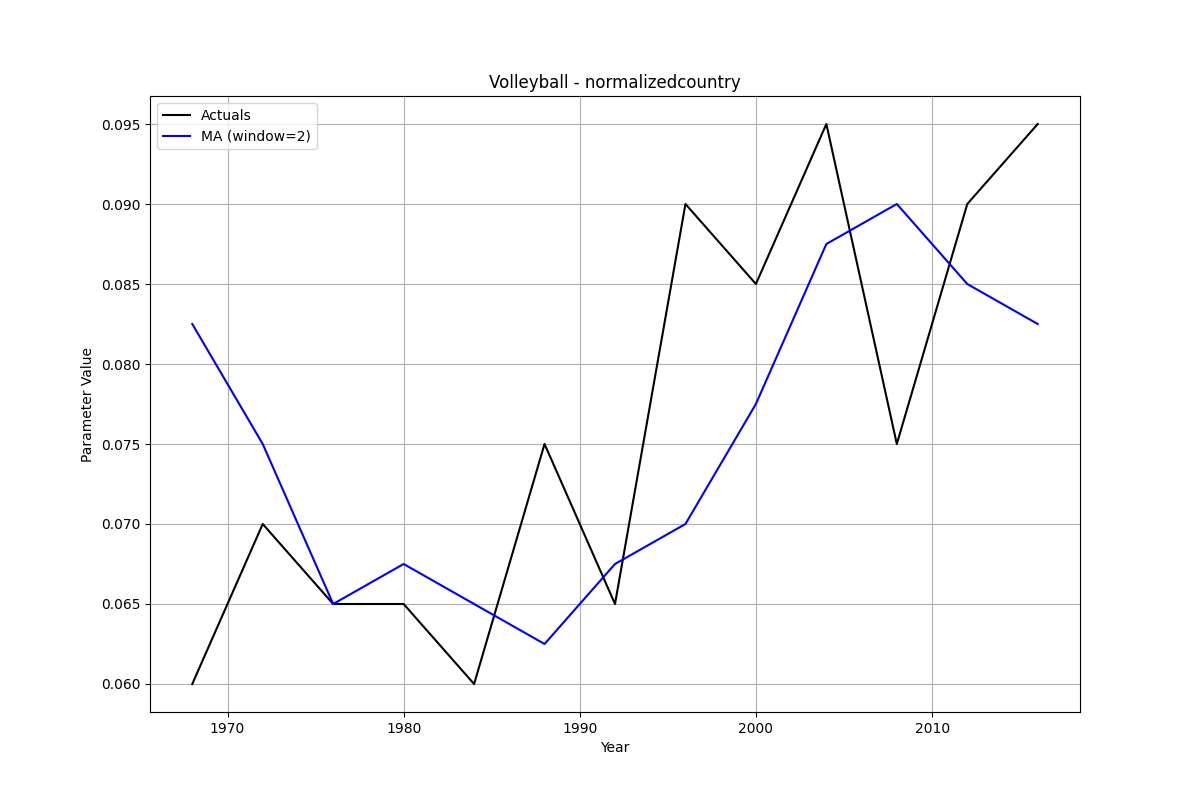 Volleyball - normalizedcountry
Actuals
MA (window=2)
0.095
0.090
0.085
0.080
0.075
0.070
0.065
0.060
Parameter Value
1970 1980 1990 2000 2010
Year